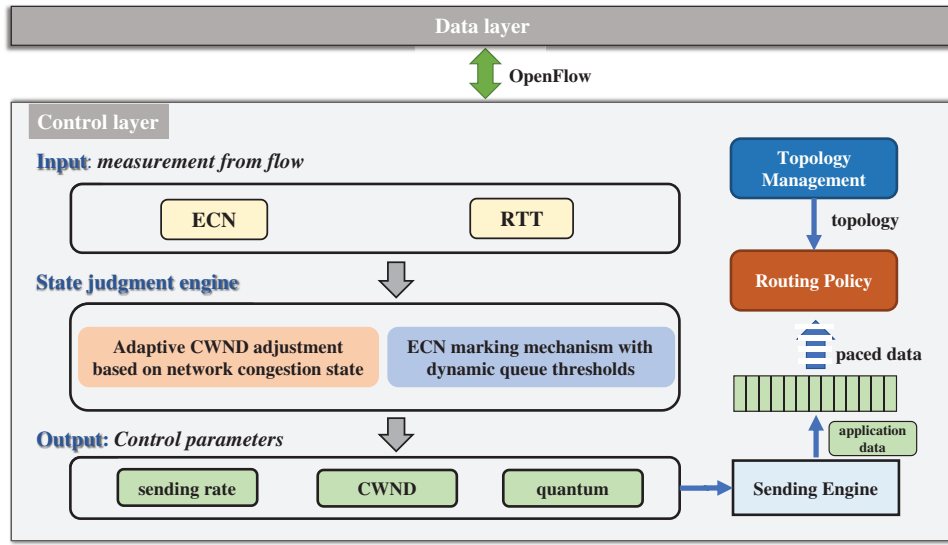 Data layer
OpenFlow
Control layer
Input: measurement from flow
ECN
RTT
State judgment engine
Adaptive CWND adjustment
based on network congestion state
ECN marking mechanism with
dynamic queue thresholds
Output: Control parameters
sending rate
CWND
quantum
Topology
Management
topology
Routing Policy
paced data
application
data
Sending Engine